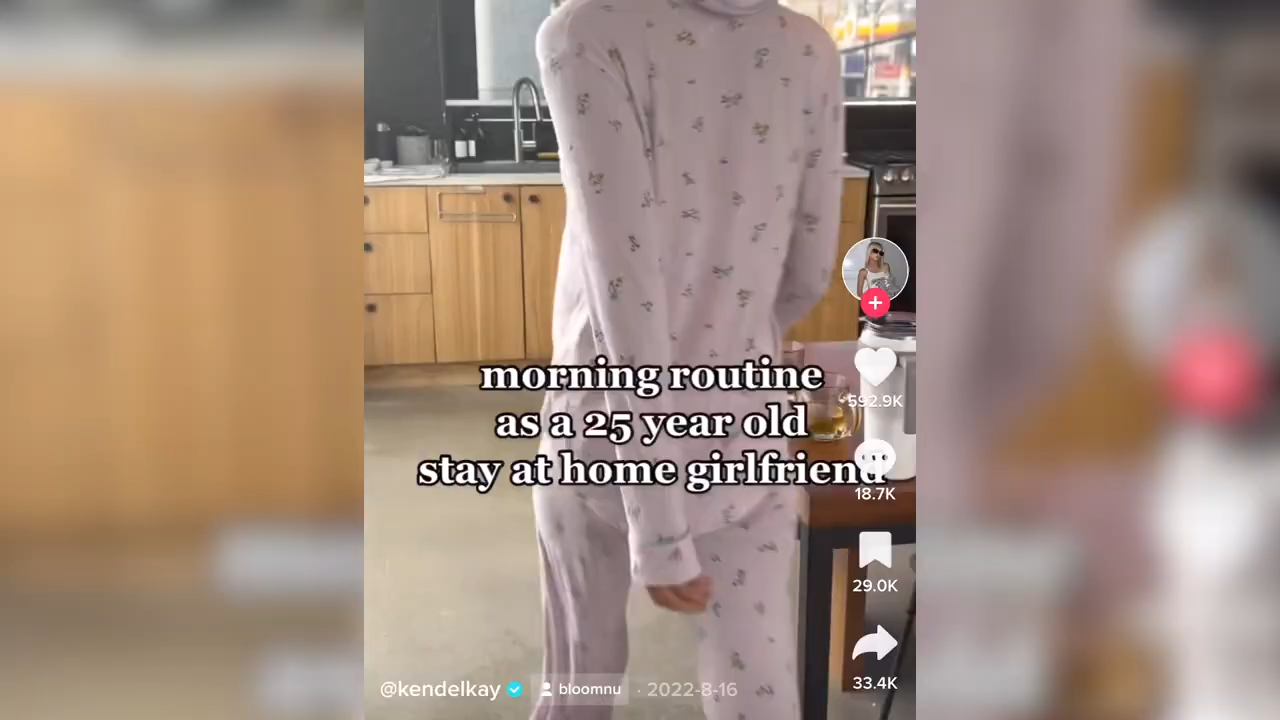 morning routine
as a 25 year old
stay at home girlfriend
592.9K
18.7K
29.0K
33.4K
@kendelkay bloomnu · 2022-8-16